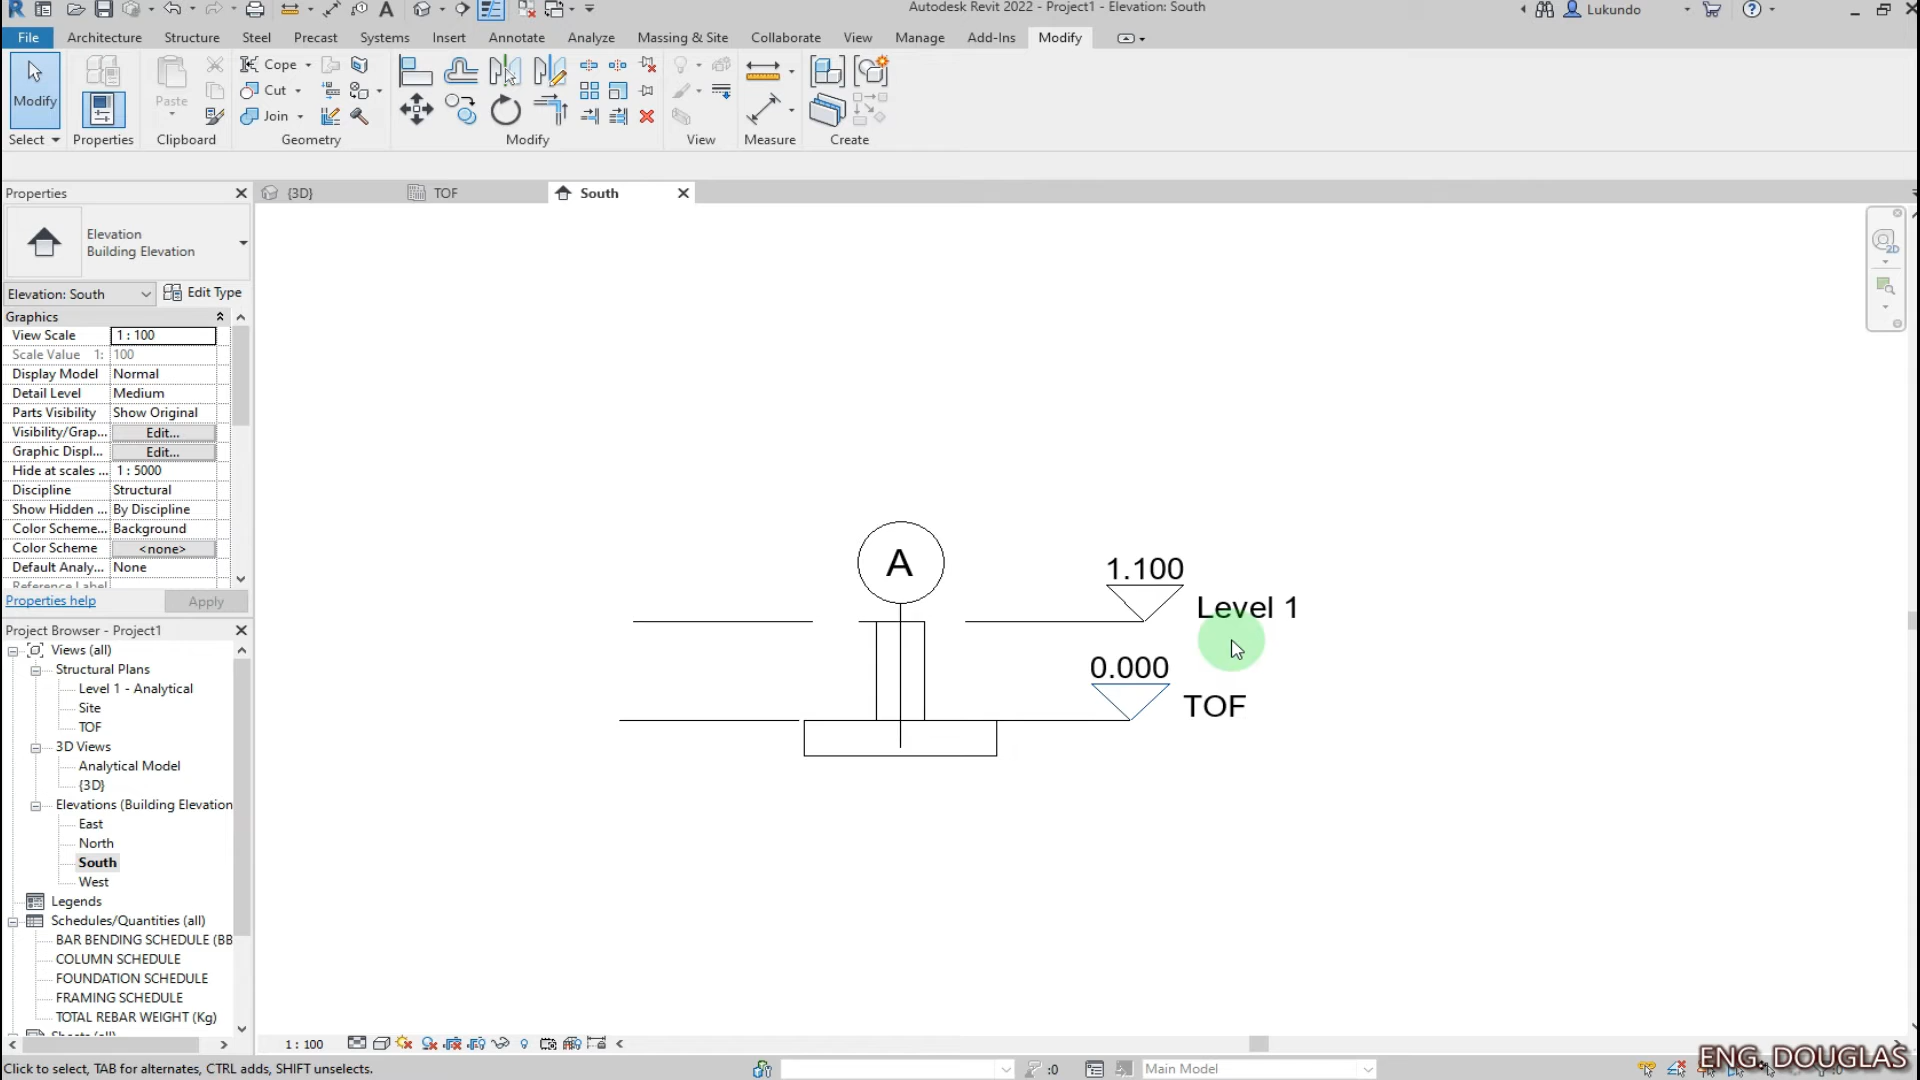 Autodesk Revit 2022 - Project1 - Elevation: South
Lukundo
File Architecture Structure Steel Precast Systems Insert Annotate Analyze Massing & Site Collaborate View Manage Add-Ins Modify
Modify Paste Cope Cut Join
Select Properties Clipboard Geometry Modify View Measure Create
Properties
{3D} TOF South
Elevation
Building Elevation
Elevation: South Edit Type
Graphics
View Scale 1 : 100
Scale Value 1: 100
Display Model Normal
Detail Level Medium
Parts Visibility Show Original
Visibility/Grap... Edit...
Graphic Displ... Edit...
Hide at scales ... 1 : 5000
Discipline Structural
Show Hidden ... By Discipline
Color Scheme... Background
Color Scheme <none>
Default Analy... None
Reference Label
Properties help Apply
Project Browser - Project1
Views (all)
Structural Plans
Level 1 - Analytical
Site
TOF
3D Views
Analytical Model
{3D}
Elevations (Building Elevation
East
North
South
West
Legends
Schedules/Quantities (all)
BAR BENDING SCHEDULE (BB
COLUMN SCHEDULE
FOUNDATION SCHEDULE
FRAMING SCHEDULE
TOTAL REBAR WEIGHT (Kg)
Sheets (all)
A
1.100
Level 1
0.000
TOF
2D
1 : 100
Click to select, TAB for alternates, CTRL adds, SHIFT unselects.
:0
Main Model
ENG. DOUGLAS